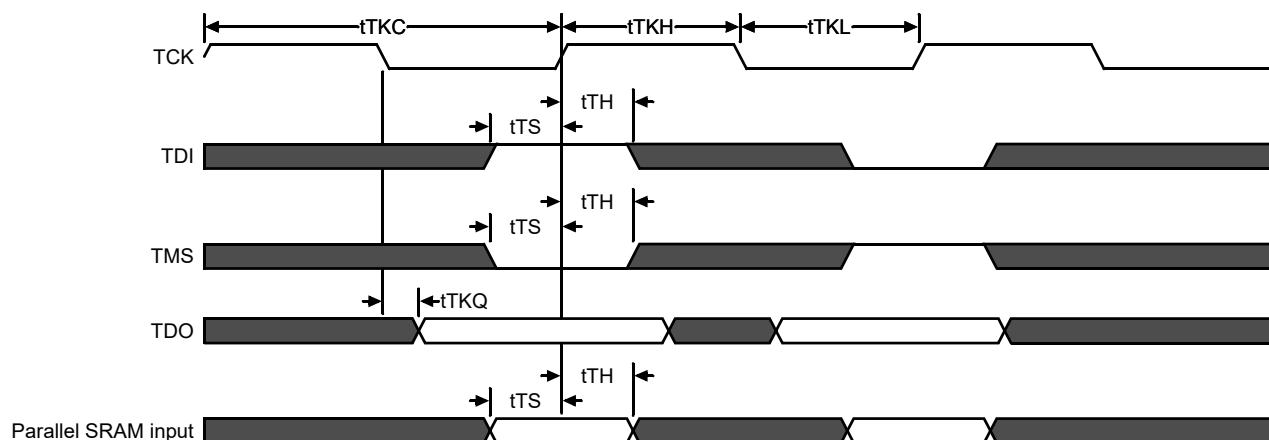 tTKC
tTKH
tTKL
TCK
tTH
tTS
TDI
tTH
tTS
TMS
tTKQ
TDO
tTH
tTS
Parallel SRAM input